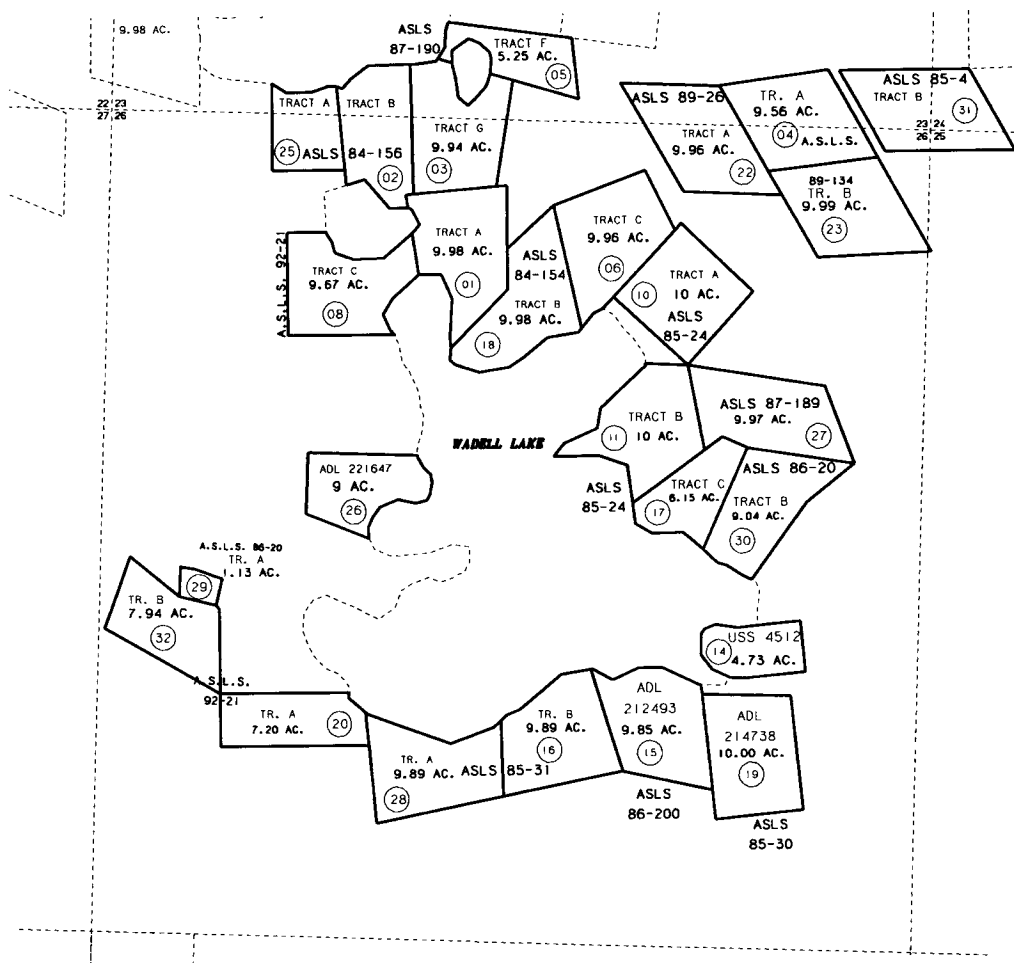 9.98 AC.
ASLS
87-190
TRACT F
5.25 AC.
05
22 23
27 26
TRACT A
25
ASLS 84-156
TRACT B
02
TRACT G
9.94 AC.
03
ASLS 89-26
TRACT A
9.96 AC.
22
TR. A
9.56 AC.
04
A.S.L.S.
89-134
TR. B
9.99 AC.
23
ASLS 85-4
TRACT B
31
23 24
26 25
A.S.L.S. 92-21
TRACT C
9.67 AC.
08
TRACT A
9.98 AC.
01
ASLS
84-154
TRACT B
9.98 AC.
18
TRACT C
9.96 AC.
06
TRACT A
10
10 AC.
ASLS
85-24
WADELL LAKE
TRACT B
11
10 AC.
ASLS 87-189
9.97 AC.
27
ASLS 86-20
TRACT C
6.15 AC.
17
ASLS
85-24
TRACT B
9.04 AC.
30
ADL 221647
9 AC.
26
A.S.L.S. 86-20
TR. A
1.13 AC.
29
TR. B
7.94 AC.
32
A.S.L.S.
92-21
TR. A
7.20 AC.
20
USS 4512
14
4.73 AC.
TR. A
9.89 AC.
28
ASLS 85-31
TR. B
9.89 AC.
16
ADL
212493
9.85 AC.
15
ASLS
86-200
ADL
214738
10.00 AC.
19
ASLS
85-30